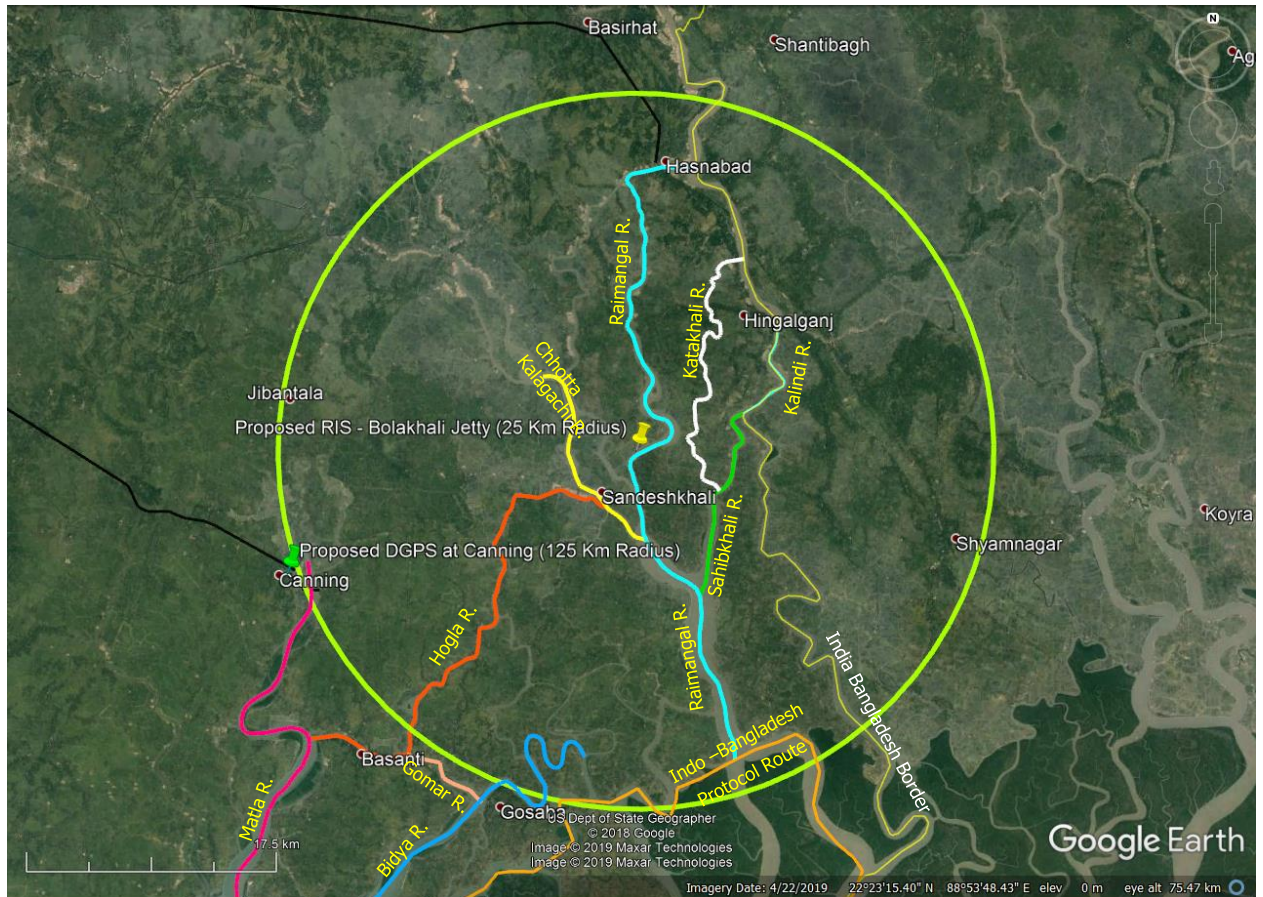 Basirhat
Shantibagh
N
Ag
Hasnabad
Raimangal R.
Katakhali R.
Hingalganj
Kalindi R.
Chhotta
Kalagachi R.
Jibantala
Proposed RIS - Bolakhali Jetty (25 Km Radius)
Sandeshkhali
Sahibkhali R.
Koyra
Shyamnagar
Proposed DGPS at Canning (125 Km Radius)
Canning
Hogla R.
Raimangal R.
India Bangladesh Border
Indo –Bangladesh
Protocol Route
Basanti
Gomar R.
Matla R.
Bidya R.
Gosaba
US Dept of State Geographer
© 2018 Google
Image © 2019 Maxar Technologies
Image © 2019 Maxar Technologies
17.5 km
Google Earth
Imagery Date: 4/22/2019 22°23'15.40" N 88°53'48.43" E elev 0 m eye alt 75.47 km